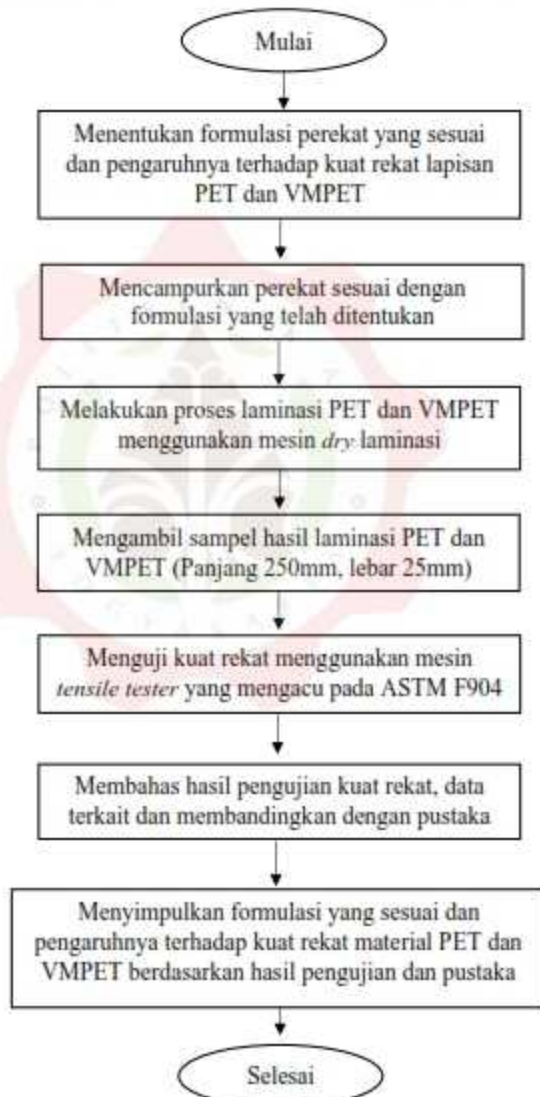 Mulai
Menentukan formulasi perekat yang sesuai
dan pengaruhnya terhadap kuat rekat lapisan
PET dan VMPET
Mencampurkan perekat sesuai dengan
formulasi yang telah ditentukan
Melakukan proses laminasi PET dan VMPET
menggunakan mesin dry laminasi
Mengambil sampel hasil laminasi PET dan
VMPET (Panjang 250mm, lebar 25mm)
Menguji kuat rekat menggunakan mesin
tensile tester yang mengacu pada ASTM F904
Membahas hasil pengujian kuat rekat, data
terkait dan membandingkan dengan pustaka
Menyimpulkan formulasi yang sesuai dan
pengaruhnya terhadap kuat rekat material PET dan
VMPET berdasarkan hasil pengujian dan pustaka
Selesai